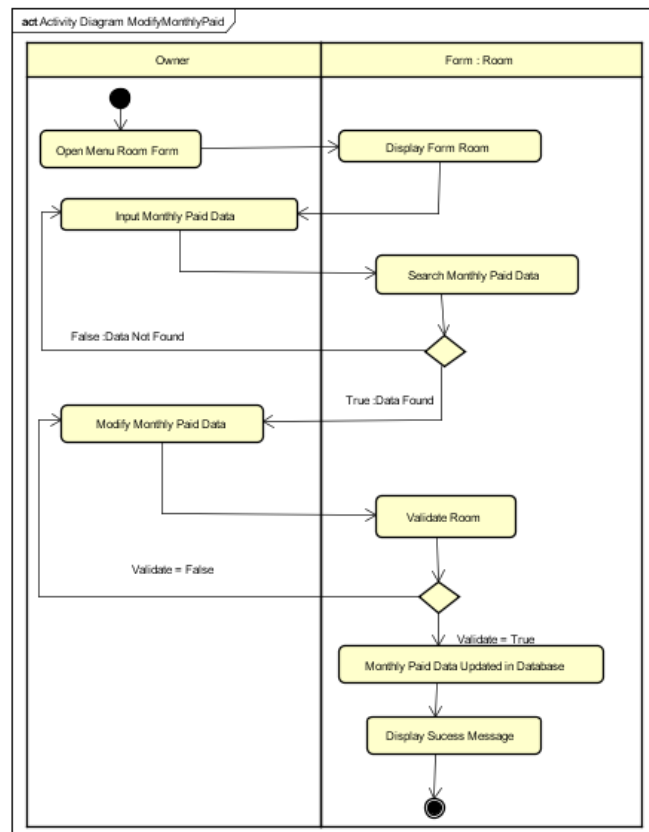 act Activity Diagram ModifyMonthlyPaid
Owner
Form : Room
Open Menu Room Form
Display Form Room
Input Monthly Paid Data
Search Monthly Paid Data
False :Data Not Found
True :Data Found
Modify Monthly Paid Data
Validate Room
Validate = False
Validate = True
Monthly Paid Data Updated in Database
Display Sucess Message